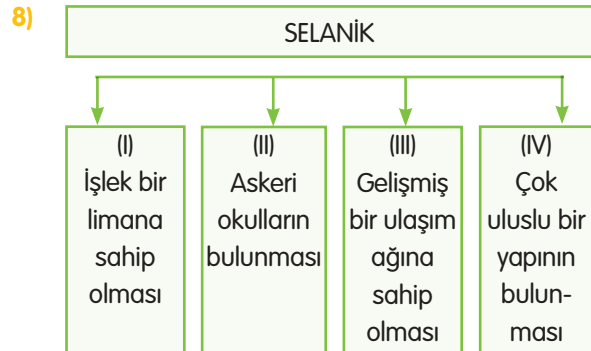 8)
SELANİK
(I)
İşlek bir
limana
sahip
olması
(II)
Askeri
okulların
bulunması
(III)
Gelişmiş
bir ulaşım
ağına
sahip
olması
(IV)
Çok
uluslu bir
yapının
bulun-
ması